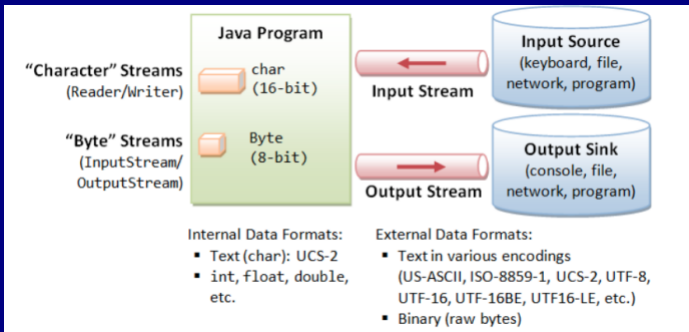 Java Program
"Character" Streams
(Reader/Writer)
char
(16-bit)
"Byte" Streams
(InputStream/
OutputStream)
Byte
(8-bit)
Input Stream
Output Stream
Input Source
(keyboard, file,
network, program)
Output Sink
(console, file,
network, program)
Internal Data Formats:
▪ Text (char): UCS-2
▪ int, float, double,
etc.
External Data Formats:
▪ Text in various encodings
(US-ASCII, ISO-8859-1, UCS-2, UTF-8,
UTF-16, UTF-16BE, UTF16-LE, etc.)
▪ Binary (raw bytes)